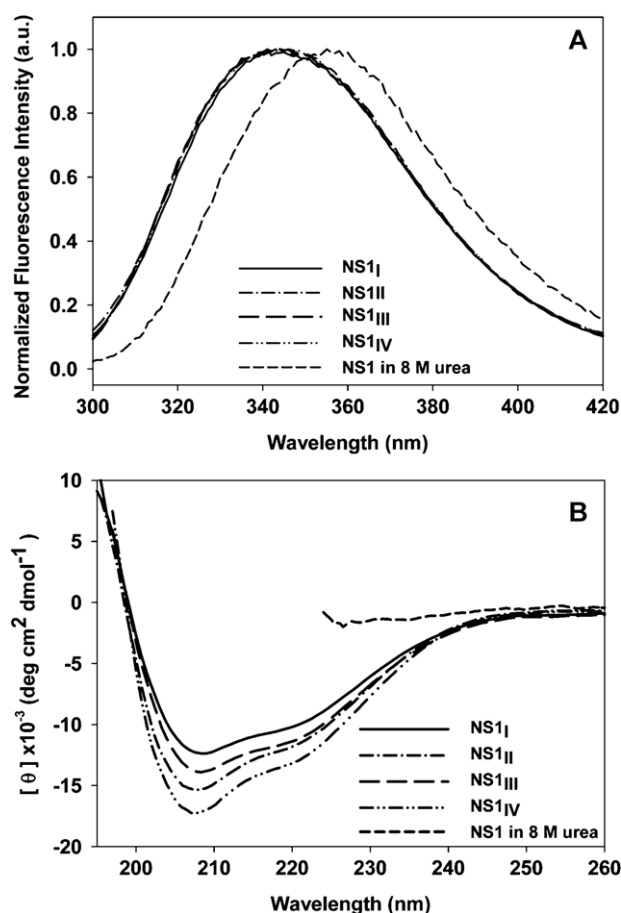 A
Normalized Fluorescence Intensity (a.u.)
1.0
0.8
0.6
0.4
0.2
0.0
NS1I
NS1II
NS1III
NS1IV
NS1 in 8 M urea
300 320 340 360 380 400 420
Wavelength (nm)
B
[θ] x10-3 (deg cm2 dmol-1)
10
5
0
-5
-10
-15
-20
NS1I
NS1II
NS1III
NS1IV
NS1 in 8 M urea
200 210 220 230 240 250 260
Wavelength (nm)